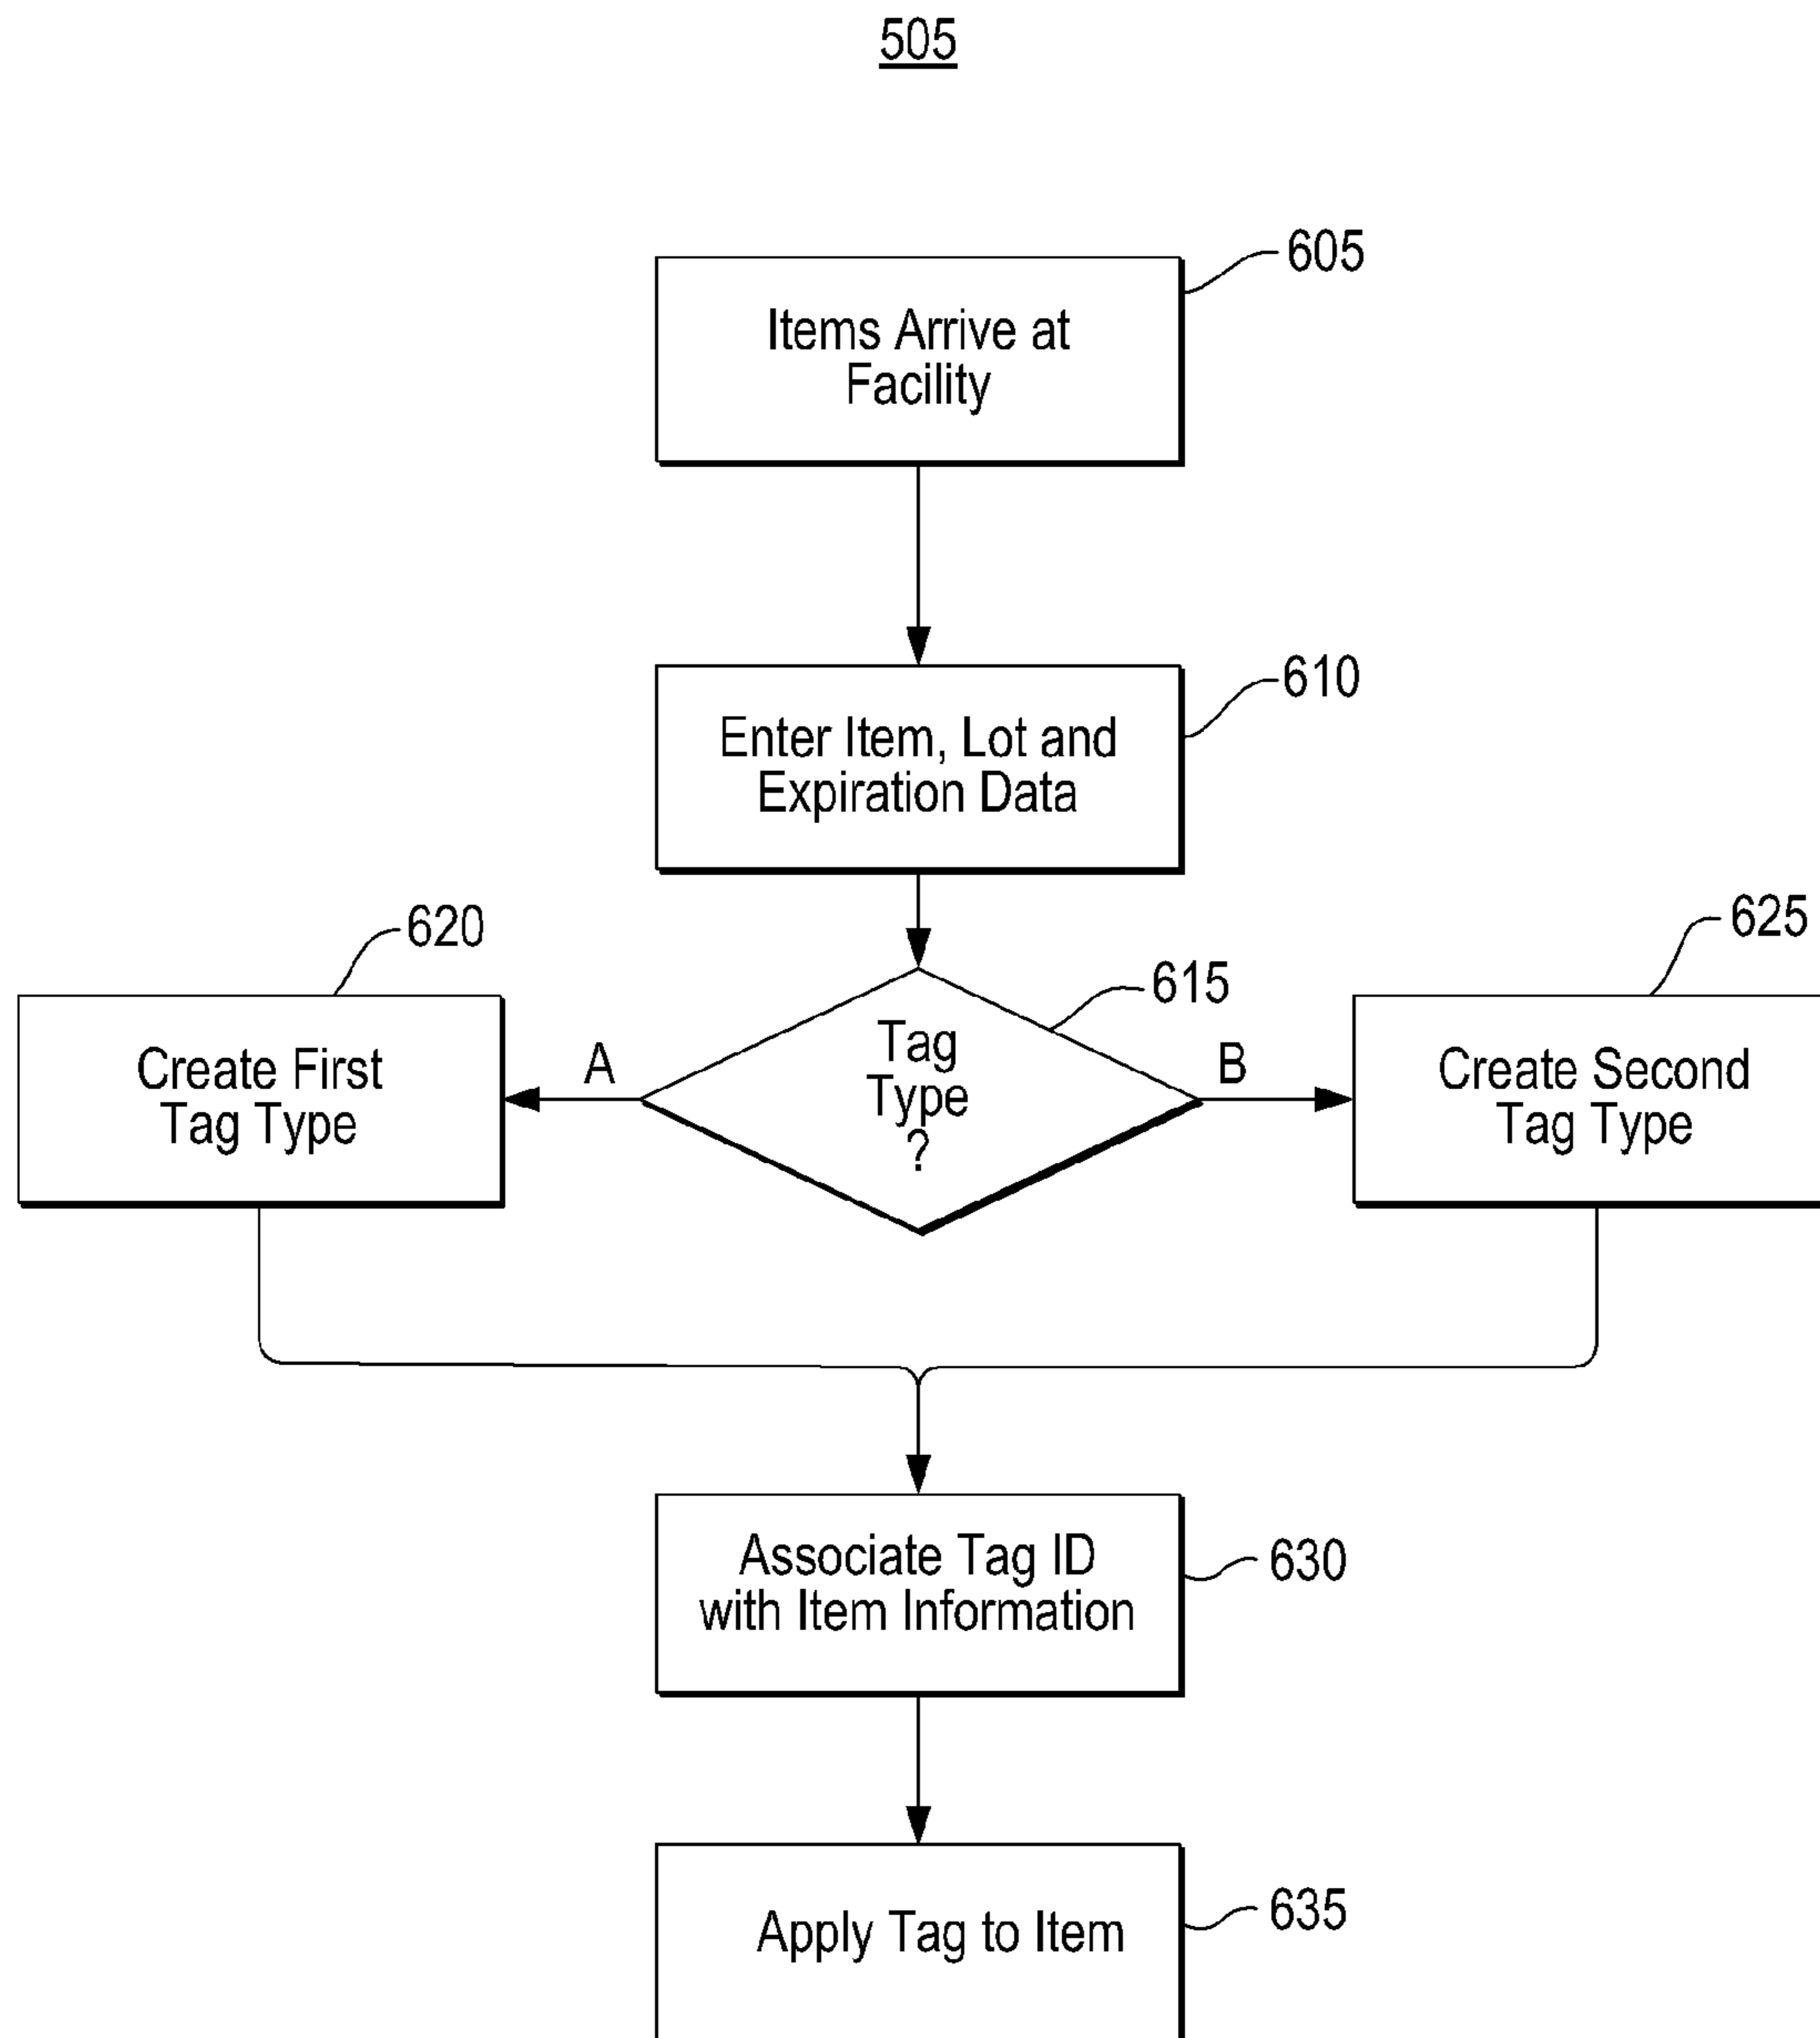 505
605
Items Arrive at
Facility
610
Enter Item, Lot and
Expiration Data
620
625
615
Create First
Tag Type
A
Tag
Type
?
B
Create Second
Tag Type
Associate Tag ID
with Item Information
630
Apply Tag to Item
635